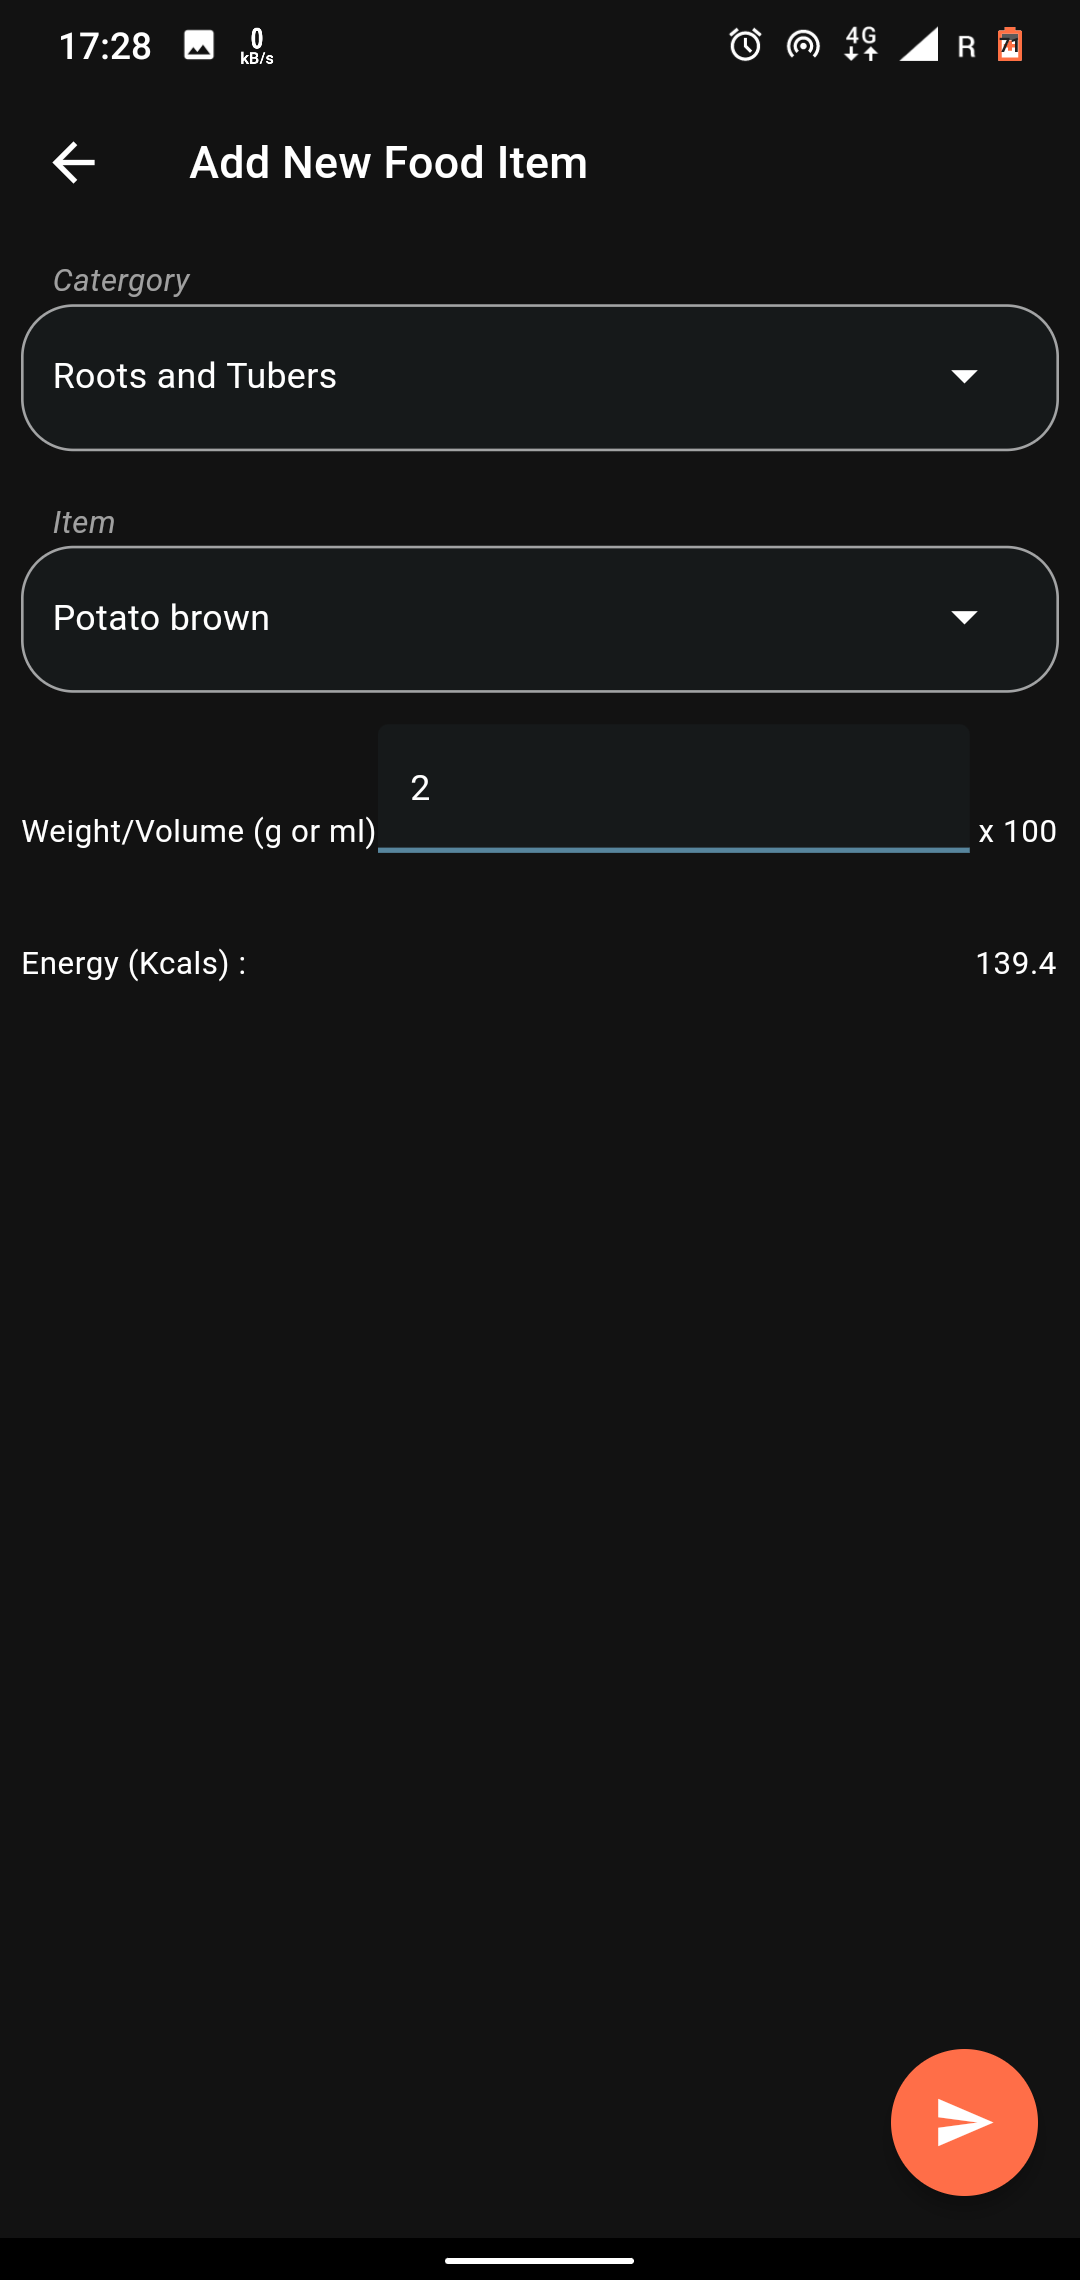 17:28
0
kB/s
4G
R
71
Add New Food Item
Catergory
Roots and Tubers
Item
Potato brown
Weight/Volume (g or ml) 2 x 100
Energy (Kcals) : 139.4